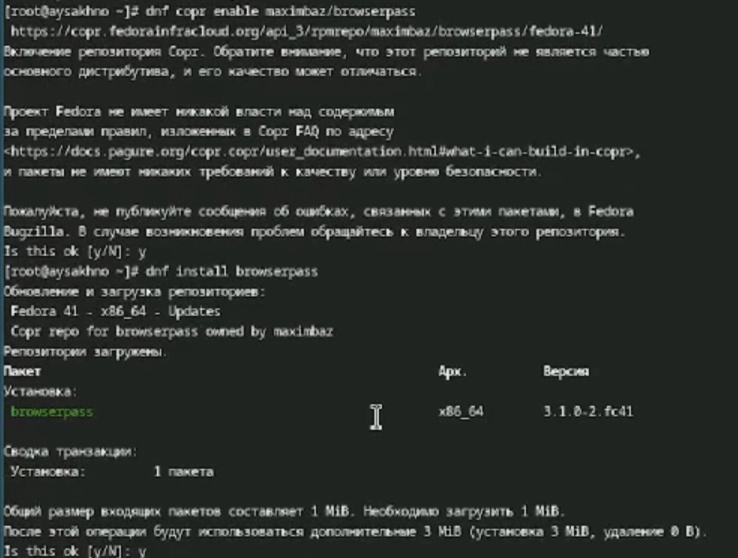 [root@aysakhno ~]# dnf copr enable maximbaz/browserpass
https://copr.fedorainfracloud.org/api_3/rpmrepo/maximbaz/browserpass/fedora-41/
Включение репозитория Copr. Обратите внимание, что этот репозиторий не является частью
основного дистрибутива, и его качество может отличаться.
Проект Fedora не имеет никакой власти над содержимым
за пределами правил, изложенных в Copr FAQ по адресу
<https://docs.pagure.org/copr.copr/user_documentation.html#what-i-can-build-in-copr>,
и пакеты не имеют никаких требований к качеству или уровню безопасности.
Пожалуйста, не публикуйте сообщения об ошибках, связанных с этими пакетами, в Fedora
Bugzilla. В случае возникновения проблем обращайтесь к владельцу этого репозитория.
Is this ok [y/N]: y
[root@aysakhno ~]# dnf install browserpass
Обновление и загрузка репозиториев:
Fedora 41 - x86_64 - Updates
Copr repo for browserpass owned by maximbaz
Репозитории загружены.
Пакет Арх. Версия
Установка:
browserpass x86_64 3.1.0-2.fc41
Сводка транзакции:
Установка: 1 пакета
Общий размер входящих пакетов составляет 1 MiB. Необходимо загрузить 1 MiB.
После этой операции будут использоваться дополнительные 3 MiB (установка 3 MiB, удаление 0 B).
Is this ok [y/N]: y